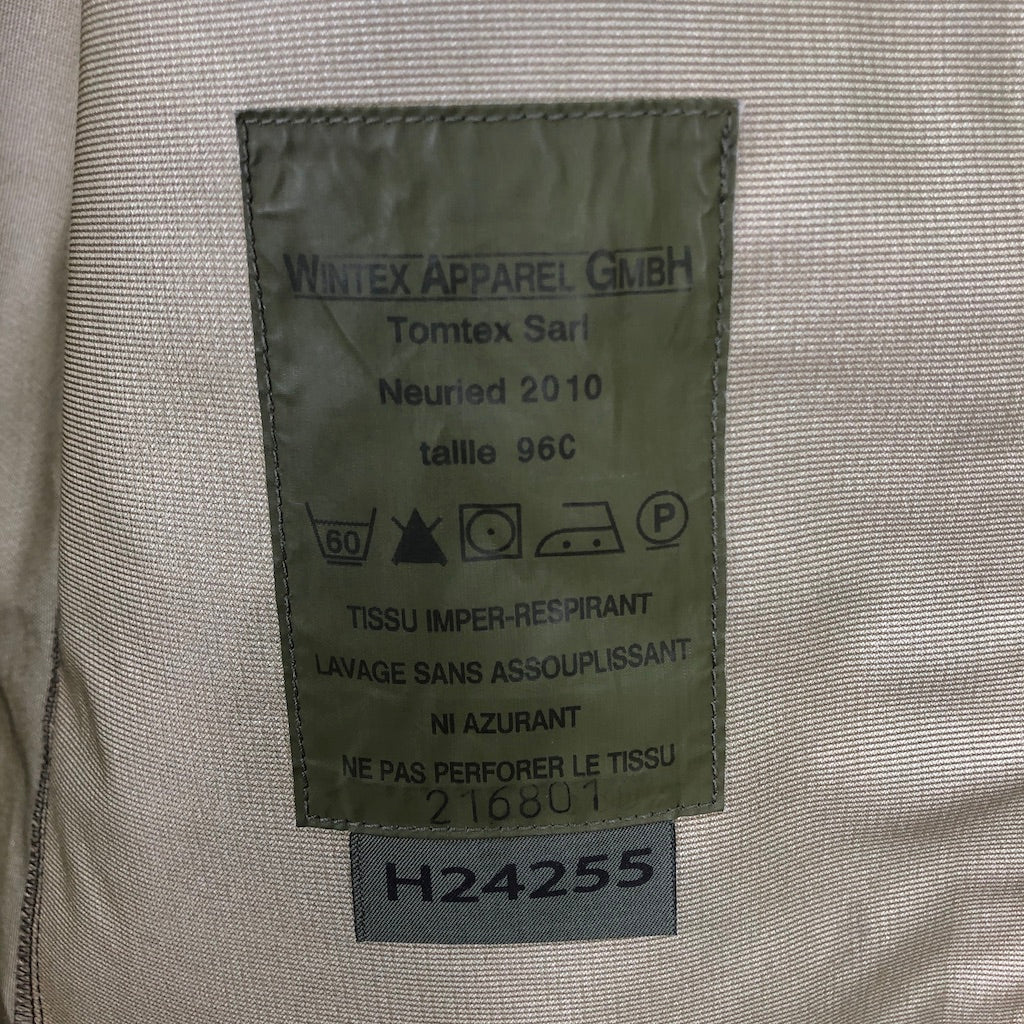 WINTEX APPAREL GMBH
Tomtex Sarl
Neuried 2010
taille 96C
60 P
TISSU IMPER-RESPIRANT
LAVAGE SANS ASSOUPLISSANT
NI AZURANT
NE PAS PERFORER LE TISSU
216801
H24255